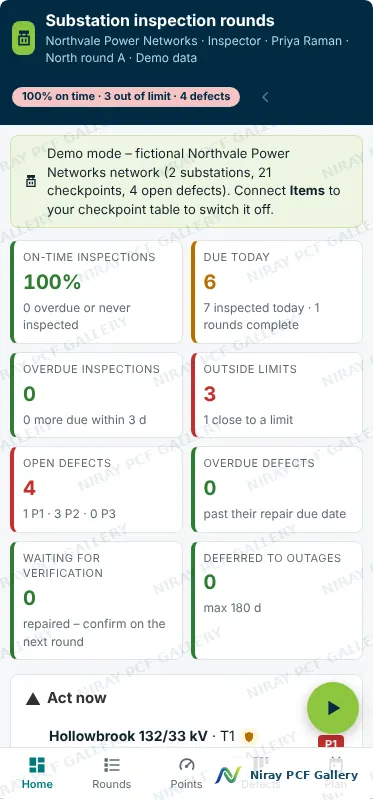 Substation inspection rounds
Northvale Power Networks · Inspector · Priya Raman ·
North round A · Demo data
100% on time · 3 out of limit · 4 defects
Demo mode – fictional Northvale Power
Networks network (2 substations, 21
checkpoints, 4 open defects). Connect Items to
your checkpoint table to switch it off.
ON-TIME INSPECTIONS
100%
0 overdue or never
inspected
DUE TODAY
6
7 inspected today · 1
rounds complete
OVERDUE INSPECTIONS
0
0 more due within 3 d
OUTSIDE LIMITS
3
1 close to a limit
OPEN DEFECTS
4
1 P1 · 3 P2 · 0 P3
OVERDUE DEFECTS
0
past their repair due date
WAITING FOR
VERIFICATION
0
repaired – confirm on the
next round
DEFERRED TO OUTAGES
0
max 180 d
Act now
Hollowbrook 132/33 kV · T1
P1
Home
Rounds
Points
Defects
Plan
Niray PCF Gallery
NIRAY PCF GALLERY